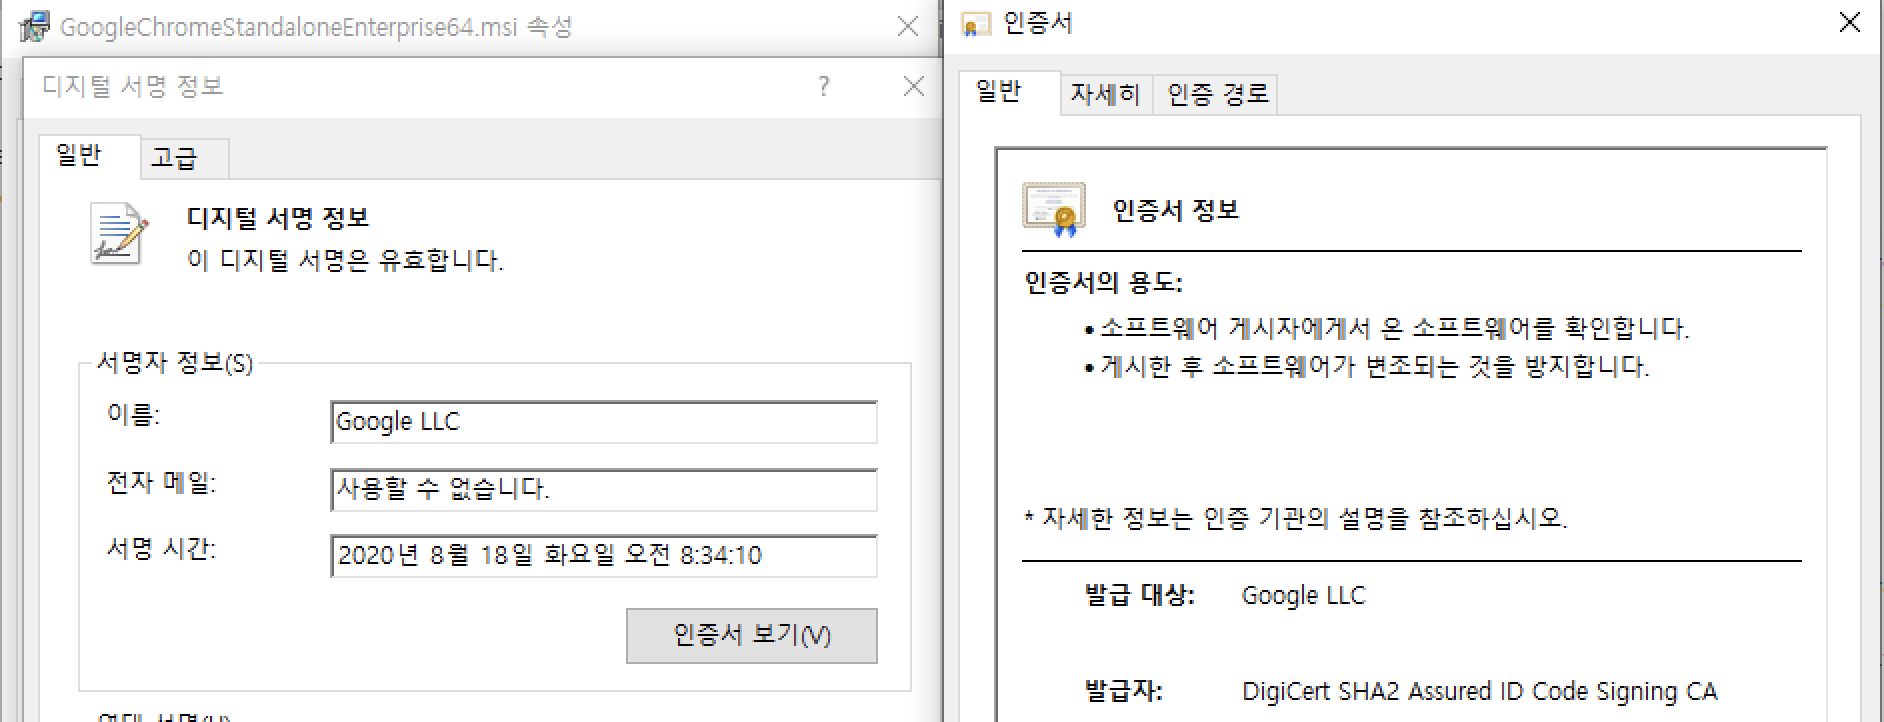 GoogleChromeStandaloneEnterprise64.msi 속성
디지털 서명 정보
?
일반
고급
디지털 서명 정보
이 디지털 서명은 유효합니다.
서명자 정보(S)
이름:
Google LLC
전자 메일:
사용할 수 없습니다.
서명 시간:
2020년 8월 18일 화요일 오전 8:34:10
인증서 보기(V)
인증서
일반
자세히
인증 경로
인증서 정보
인증서의 용도:
• 소프트웨어 게시자에게서 온 소프트웨어를 확인합니다.
• 게시한 후 소프트웨어가 변조되는 것을 방지합니다.
* 자세한 정보는 인증 기관의 설명을 참조하십시오.
발급 대상: Google LLC
발급자: DigiCert SHA2 Assured ID Code Signing CA